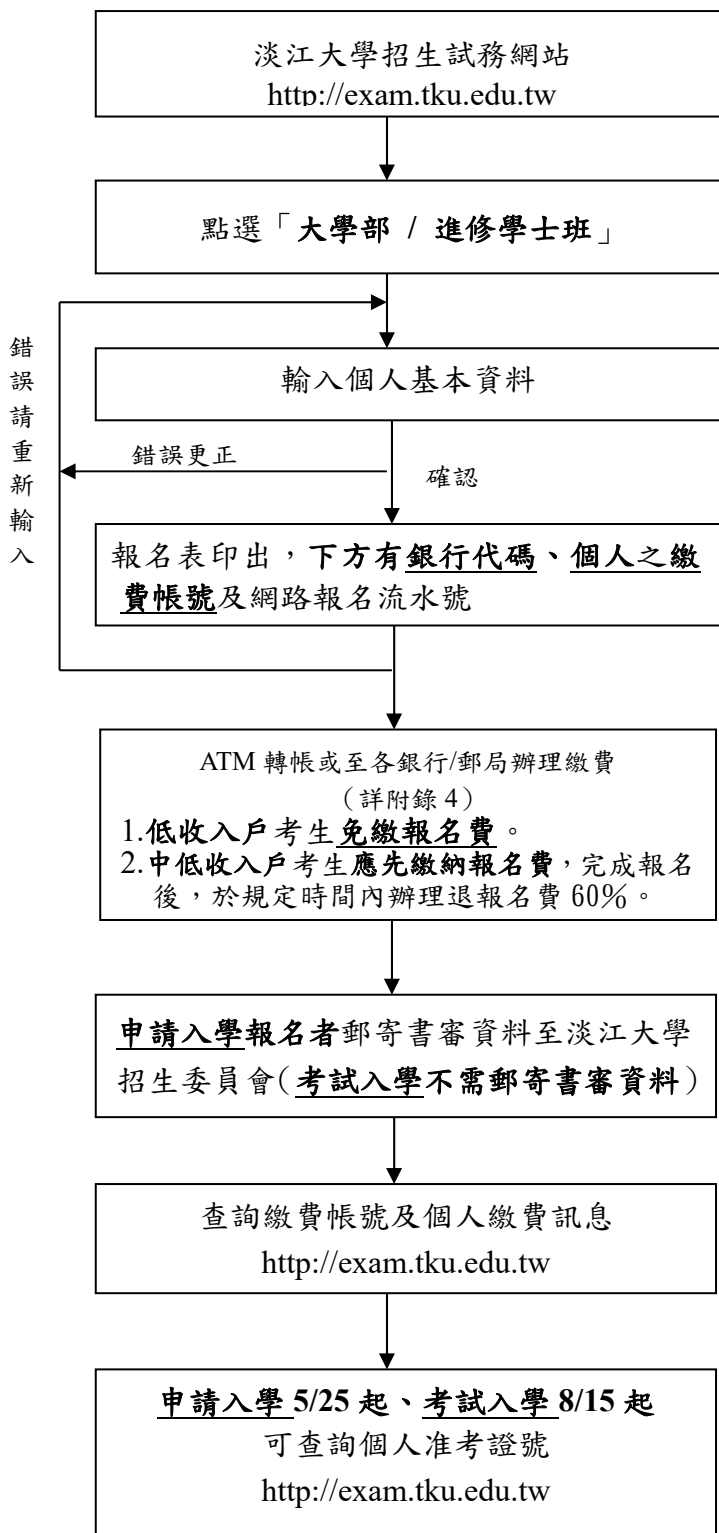 淡江大學招生試務網站
http://exam.tku.edu.tw
點選「大學部 / 進修學士班」
錯誤請重新輸入
輸入個人基本資料
錯誤更正
確認
報名表印出，下方有銀行代碼、個人之繳
費帳號及網路報名流水號
ATM 轉帳或至各銀行/郵局辦理繳費
（詳附錄 4）
1.低收入戶考生免繳報名費。
2.中低收入戶考生應先繳納報名費，完成報名
後，於規定時間內辦理退報名費 60%。
申請入學報名者郵寄書審資料至淡江大學
招生委員會(考試入學不需郵寄書審資料)
查詢繳費帳號及個人繳費訊息
http://exam.tku.edu.tw
申請入學 5/25 起、考試入學 8/15 起
可查詢個人准考證號
http://exam.tku.edu.tw